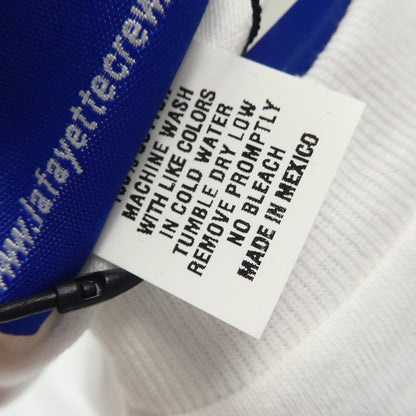 www.lafayettecrew
MACHINE WASH
WITH LIKE COLORS
IN COLD WATER
TUMBLE DRY LOW
REMOVE PROMPTLY
NO BLEACH
MADE IN MEXICO